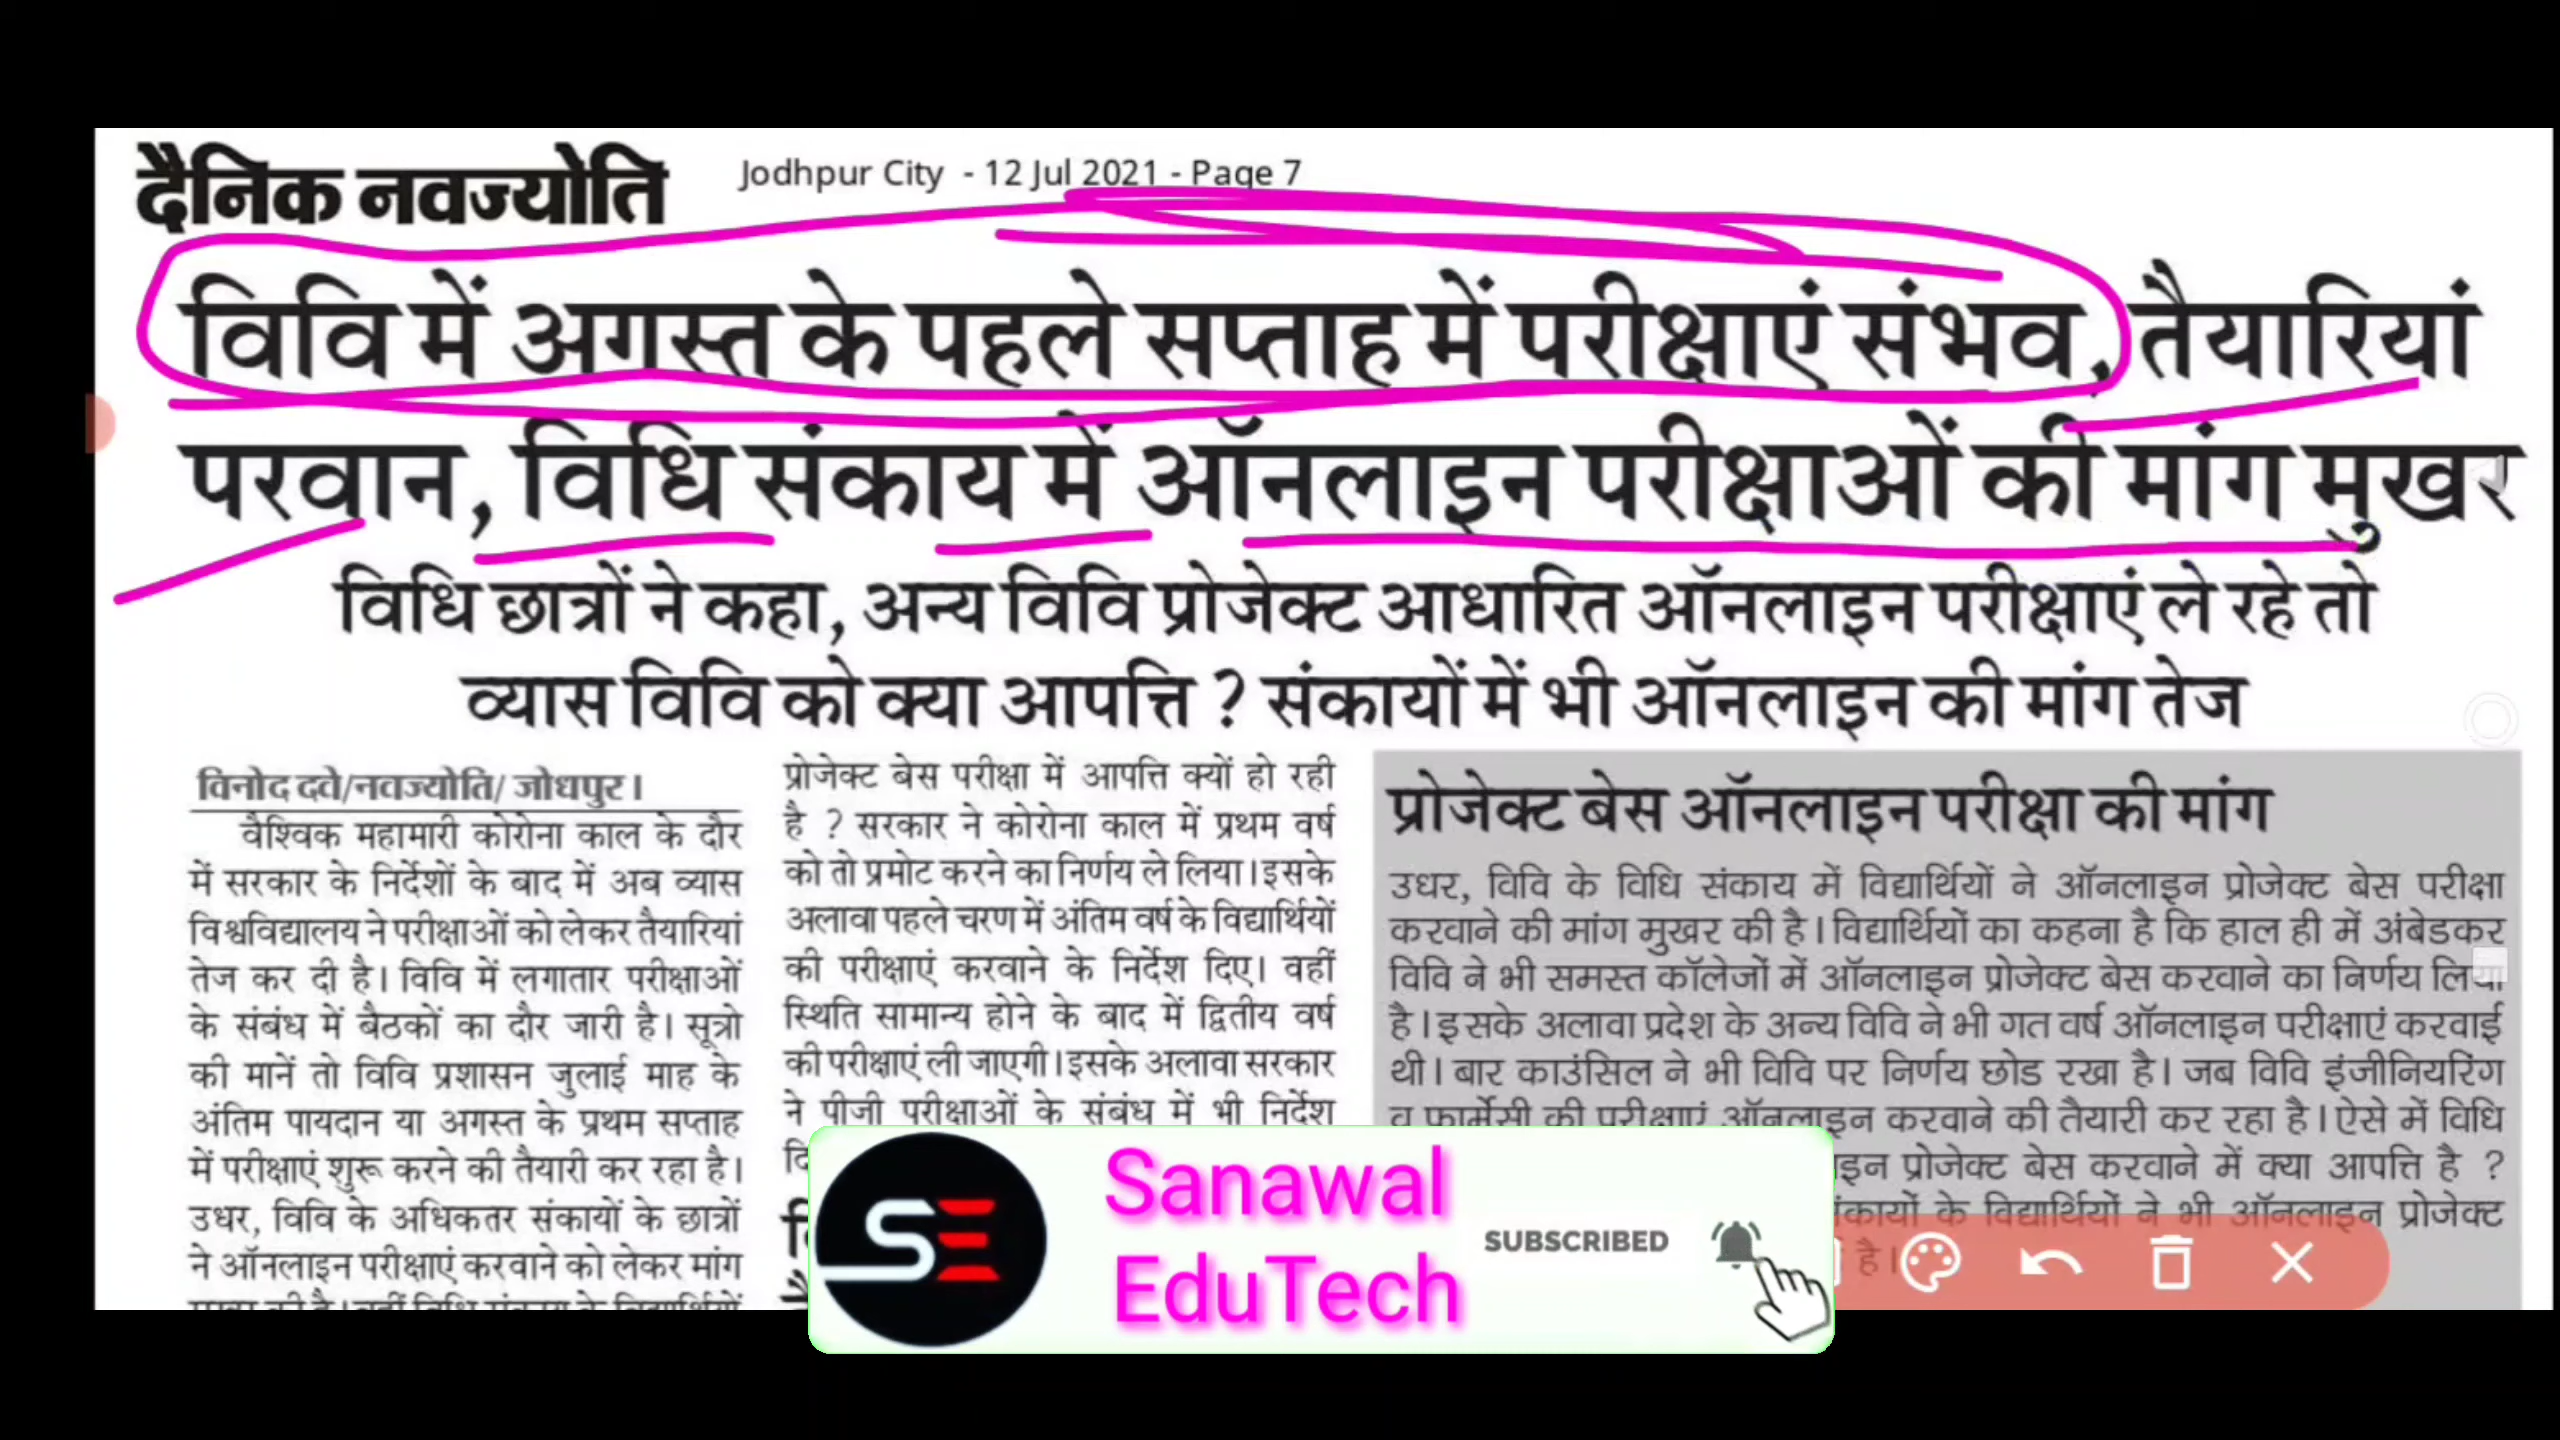 दैनिक नवज्योति
Jodhpur City - 12 Jul 2021 - Page 7
विवि में अगस्त के पहले सप्ताह में परीक्षाएं संभव, तैयारियां
परवान, विधि संकाय में ऑनलाइन परीक्षाओं की मांग मुखर
विधि छात्रों ने कहा, अन्य विवि प्रोजेक्ट आधारित ऑनलाइन परीक्षाएं ले रहे तो
व्यास विवि को क्या आपत्ति ? संकायों में भी ऑनलाइन की मांग तेज
विनोद दवे/नवज्योति/ जोधपुर।
वैश्विक महामारी कोरोना काल के दौर
में सरकार के निर्देशों के बाद में अब व्यास
विश्वविद्यालय ने परीक्षाओं को लेकर तैयारियां
तेज कर दी है। विवि में लगातार परीक्षाओं
के संबंध में बैठकों का दौर जारी है। सूत्रो
की मानें तो विवि प्रशासन जुलाई माह के
अंतिम पायदान या अगस्त के प्रथम सप्ताह
में परीक्षाएं शुरू करने की तैयारी कर रहा है।
उधर, विवि के अधिकतर संकायों के छात्रों
ने ऑनलाइन परीक्षाएं करवाने को लेकर मांग
प्रोजेक्ट बेस परीक्षा में आपत्ति क्यों हो रही
है ? सरकार ने कोरोना काल में प्रथम वर्ष
को तो प्रमोट करने का निर्णय ले लिया। इसके
अलावा पहले चरण में अंतिम वर्ष के विद्यार्थियों
की परीक्षाएं करवाने के निर्देश दिए। वहीं
स्थिति सामान्य होने के बाद में द्वितीय वर्ष
की परीक्षाएं ली जाएगी। इसके अलावा सरकार
ने पीजी परीक्षाओं के संबंध में भी निर्देश
प्रोजेक्ट बेस ऑनलाइन परीक्षा की मांग
उधर, विवि के विधि संकाय में विद्यार्थियों ने ऑनलाइन प्रोजेक्ट बेस परीक्षा
करवाने की मांग मुखर की है। विद्यार्थियों का कहना है कि हाल ही में अंबेडकर
विवि ने भी समस्त कॉलेजों में ऑनलाइन प्रोजेक्ट बेस करवाने का निर्णय लिया
है। इसके अलावा प्रदेश के अन्य विवि ने भी गत वर्ष ऑनलाइन परीक्षाएं करवाई
थी। बार काउंसिल ने भी विवि पर निर्णय छोड रखा है। जब विवि इंजीनियरिंग
व फार्मेसी की परीक्षाएं ऑनलाइन करवाने की तैयारी कर रहा है। ऐसे में विधि
प्रोजेक्ट बेस करवाने में क्या आपत्ति है ?
के विद्यार्थियों ने भी ऑनलाइन प्रोजेक्ट
है।
SE
Sanawal
EduTech
SUBSCRIBED